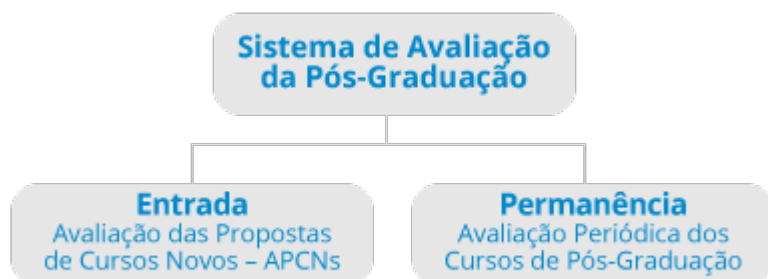 Sistema de Avaliação
da Pós-Graduação
Entrada
Avaliação das Propostas
de Cursos Novos – APCNs
Permanência
Avaliação Periódica dos
Cursos de Pós-Graduação